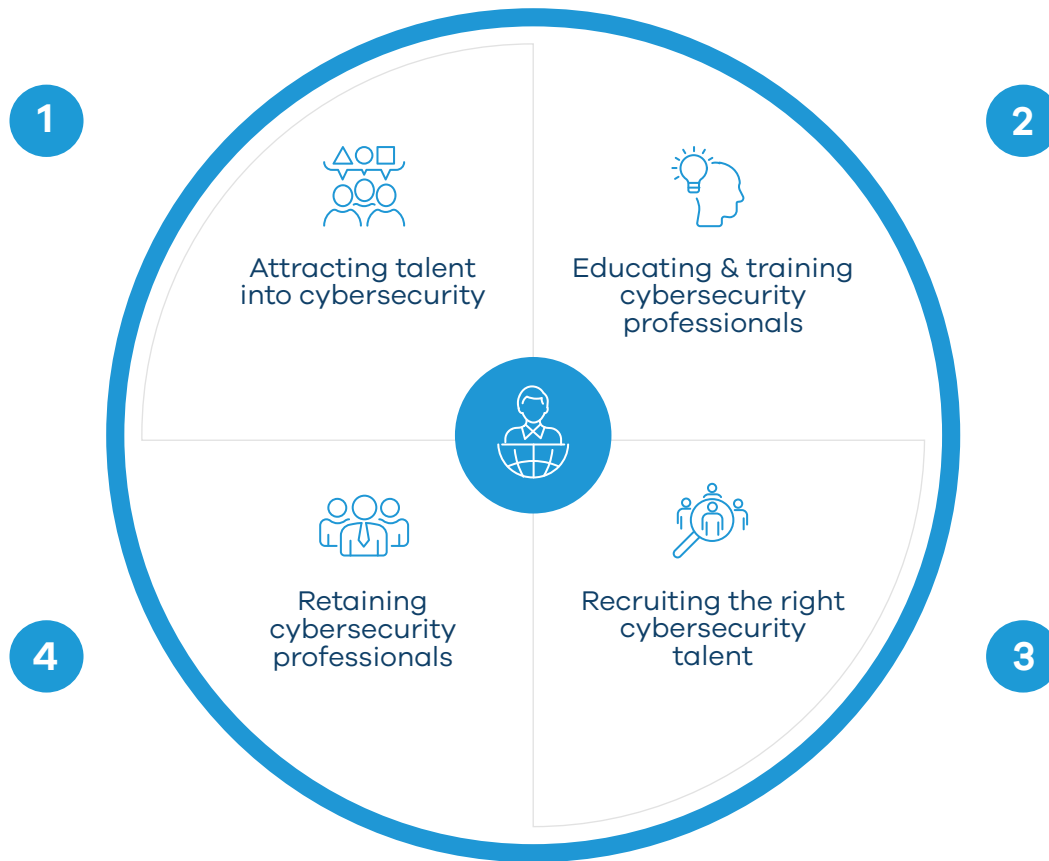 1
Attracting talent
into cybersecurity
2
Educating & training
cybersecurity
professionals
3
Recruiting the right
cybersecurity
talent
4
Retaining
cybersecurity
professionals